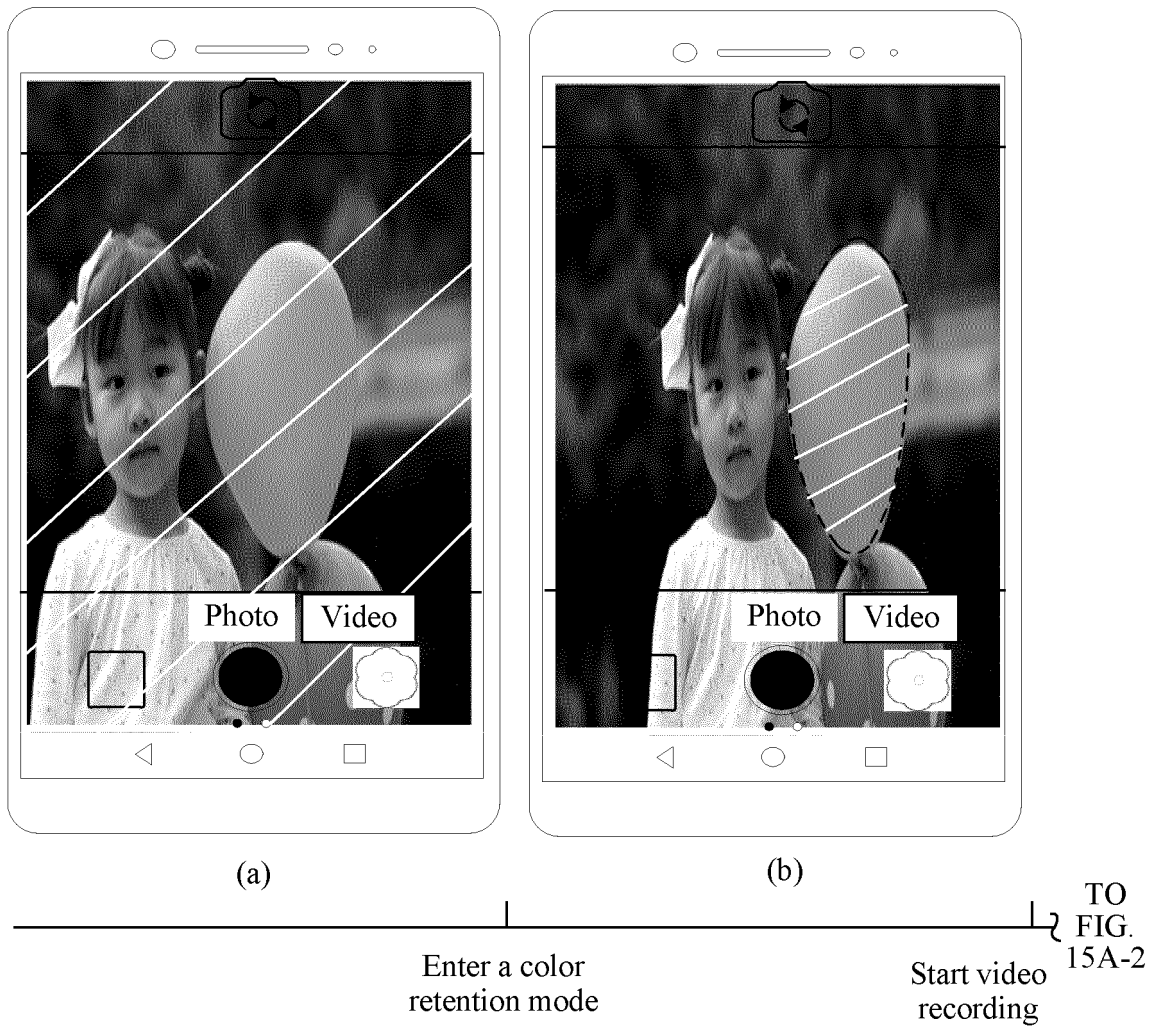 Photo
Video
Photo
Video
(a)
(b)
Enter a color
retention mode
Start video
recording
TO
FIG.
15A-2